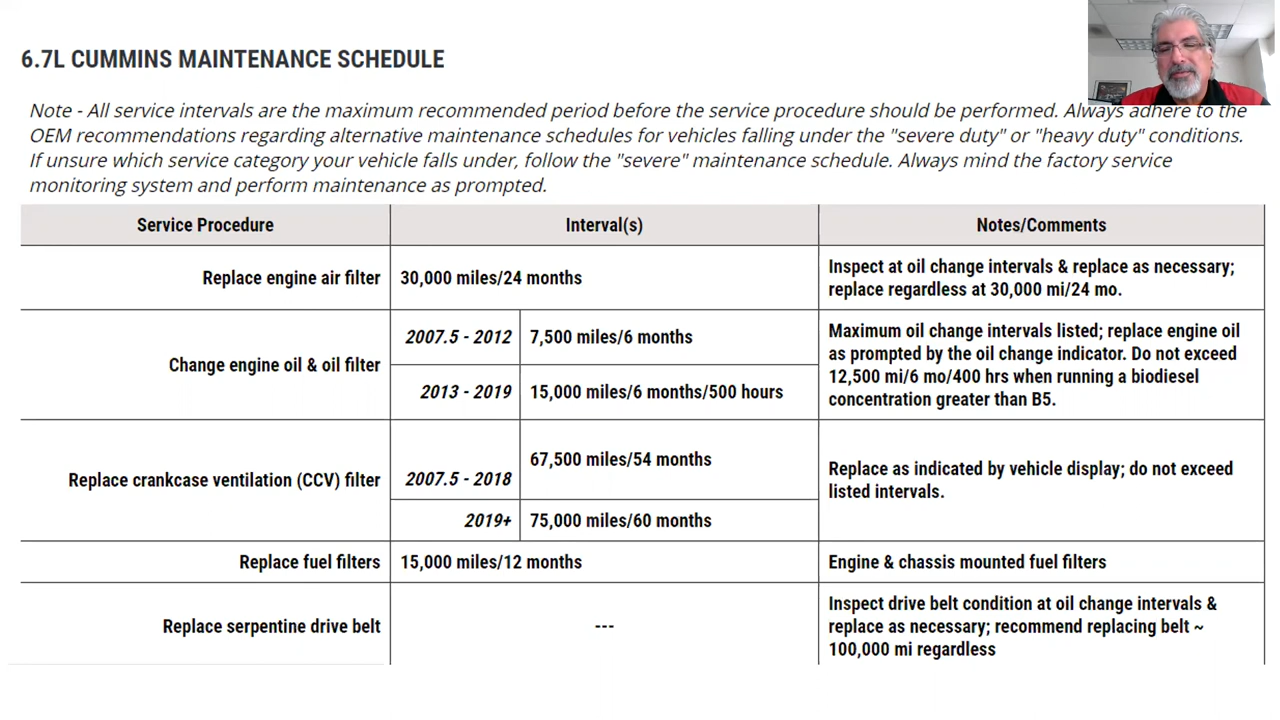 6.7L CUMMINS MAINTENANCE SCHEDULE
Note - All service intervals are the maximum recommended period before the service procedure should be performed. Always adhere to the
OEM recommendations regarding alternative maintenance schedules for vehicles falling under the "severe duty" or "heavy duty" conditions.
If unsure which service category your vehicle falls under, follow the "severe" maintenance schedule. Always mind the factory service
monitoring system and perform maintenance as prompted.
Service Procedure
Interval(s)
Notes/Comments
Replace engine air filter
30,000 miles/24 months
Inspect at oil change intervals & replace as necessary;
replace regardless at 30,000 mi/24 mo.
Change engine oil & oil filter
2007.5 - 2012
7,500 miles/6 months
2013 - 2019
15,000 miles/6 months/500 hours
Maximum oil change intervals listed; replace engine oil
as prompted by the oil change indicator. Do not exceed
12,500 mi/6 mo/400 hrs when running a biodiesel
concentration greater than B5.
Replace crankcase ventilation (CCV) filter
2007.5 - 2018
67,500 miles/54 months
2019+
75,000 miles/60 months
Replace as indicated by vehicle display; do not exceed
listed intervals.
Replace fuel filters
15,000 miles/12 months
Engine & chassis mounted fuel filters
Replace serpentine drive belt
---
Inspect drive belt condition at oil change intervals &
replace as necessary; recommend replacing belt ~
100,000 mi regardless